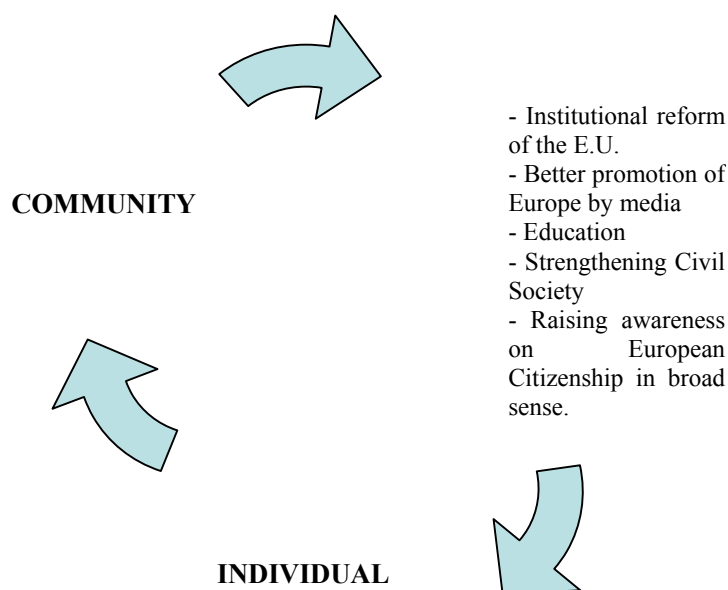 COMMUNITY
- Institutional reform
of the E.U.
- Better promotion of
Europe by media
- Education
- Strengthening Civil
Society
- Raising awareness
on European
Citizenship in broad
sense.
INDIVIDUAL